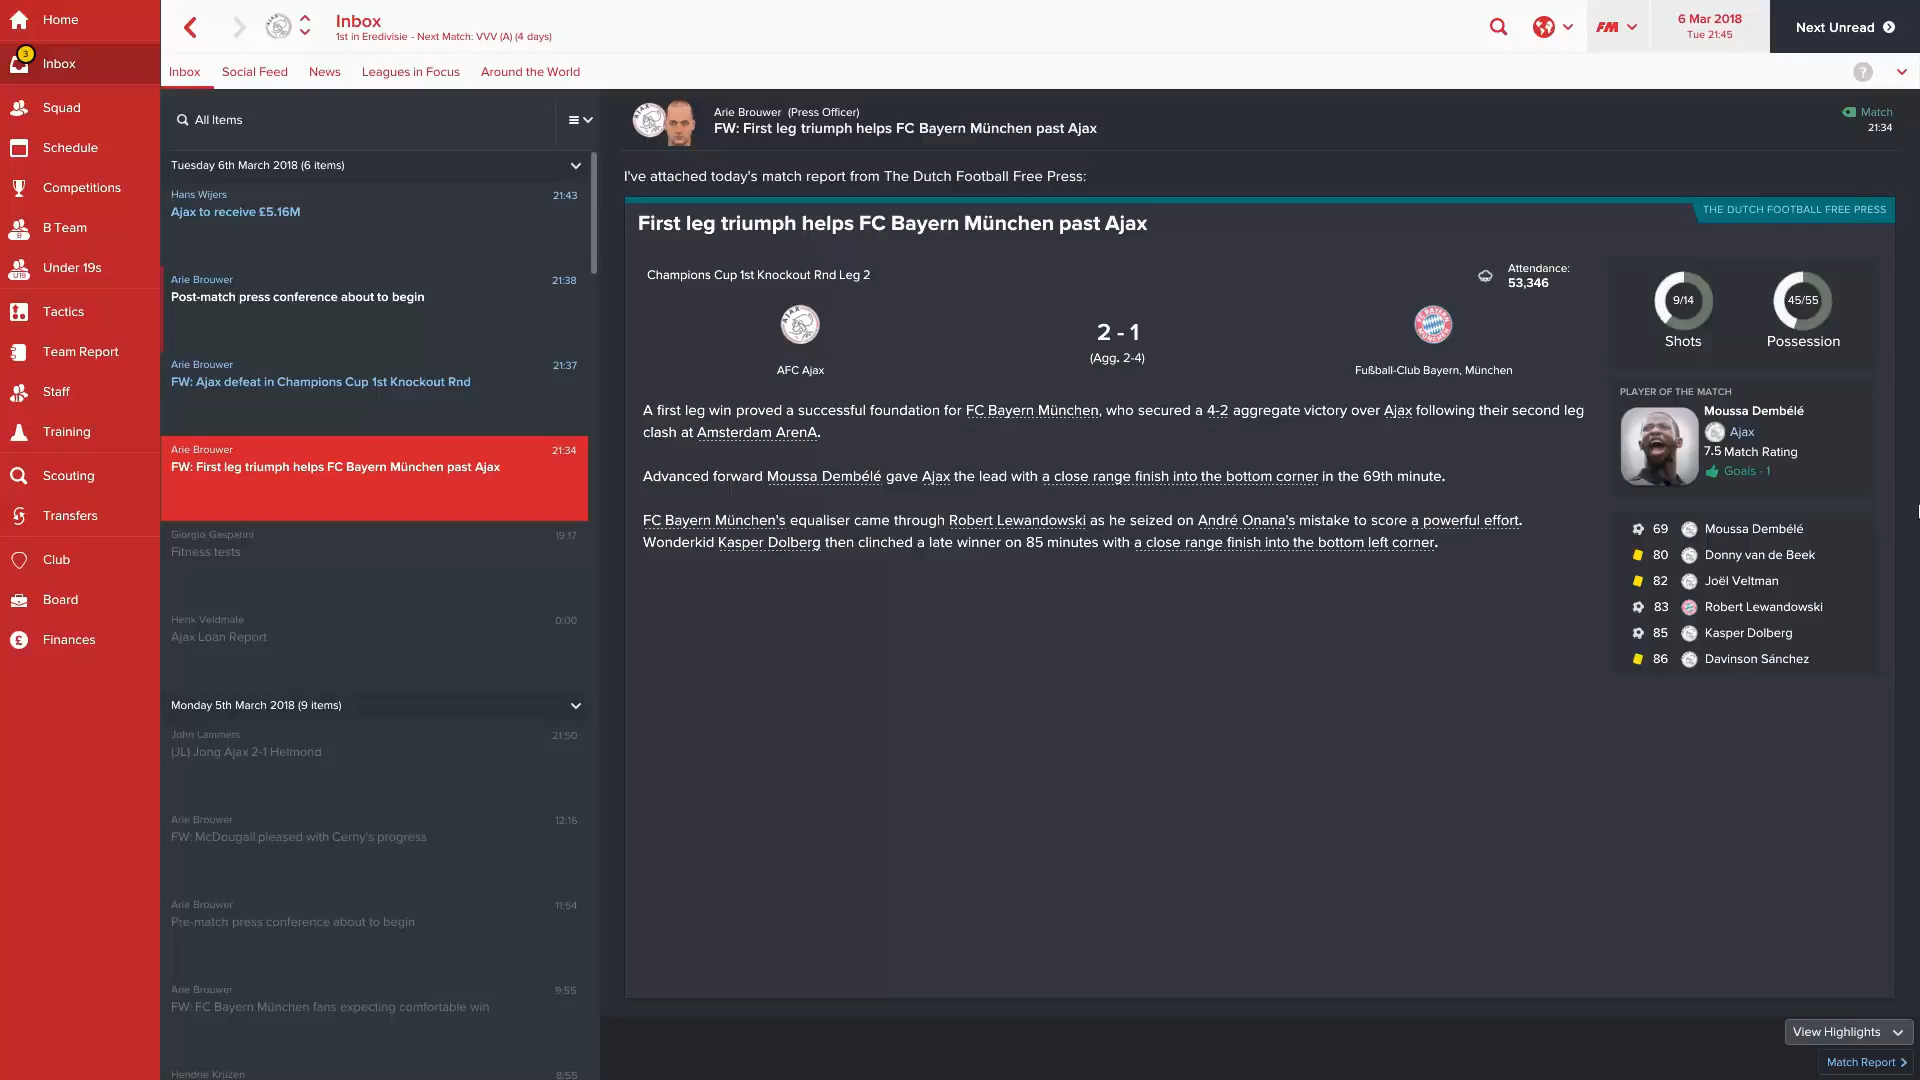 Home
3
Inbox
Squad
Schedule
Competitions
B Team
Under 19s
Tactics
Team Report
Staff
Training
Scouting
Transfers
Club
Board
Finances
Inbox
1st in Eredivisie - Next Match: VVV (A) (4 days)
FM
6 Mar 2018
Tue 21:45
Next Unread
Inbox
Social Feed
News
Leagues in Focus
Around the World
?
All Items
Tuesday 6th March 2018 (6 items)
Hans Wijers 21:43
Ajax to receive £5.16M
Arie Brouwer 21:38
Post-match press conference about to begin
Arie Brouwer 21:37
FW: Ajax defeat in Champions Cup 1st Knockout Rnd
Arie Brouwer 21:34
FW: First leg triumph helps FC Bayern München past Ajax
Giorgio Gasparini 19:17
Fitness tests
Henk Veldmate 0:00
Ajax Loan Report
Monday 5th March 2018 (9 items)
John Lammers 21:50
(JL) Jong Ajax 2-1 Helmond
Arie Brouwer 12:16
FW: McDougall pleased with Cerny's progress
Arie Brouwer 11:54
Pre-match press conference about to begin
Arie Brouwer 9:55
FW: FC Bayern München fans expecting comfortable win
Hendrie Krüzen 8:55
Arie Brouwer (Press Officer)
FW: First leg triumph helps FC Bayern München past Ajax
Match
21:34
I've attached today's match report from The Dutch Football Free Press:
THE DUTCH FOOTBALL FREE PRESS
First leg triumph helps FC Bayern München past Ajax
Champions Cup 1st Knockout Rnd Leg 2
Attendance:
53,346
2 - 1
(Agg. 2-4)
AFC Ajax
Fußball-Club Bayern, München
A first leg win proved a successful foundation for FC Bayern München, who secured a 4-2 aggregate victory over Ajax following their second leg
clash at Amsterdam ArenA.
Advanced forward Moussa Dembélé gave Ajax the lead with a close range finish into the bottom corner in the 69th minute.
FC Bayern München's equaliser came through Robert Lewandowski as he seized on André Onana's mistake to score a powerful effort.
Wonderkid Kasper Dolberg then clinched a late winner on 85 minutes with a close range finish into the bottom left corner.
9/14
45/55
Shots
Possession
PLAYER OF THE MATCH
Moussa Dembélé
Ajax
7.5 Match Rating
Goals - 1
69 Moussa Dembélé
80 Donny van de Beek
82 Joël Veltman
83 Robert Lewandowski
85 Kasper Dolberg
86 Davinson Sánchez
View Highlights
Match Report